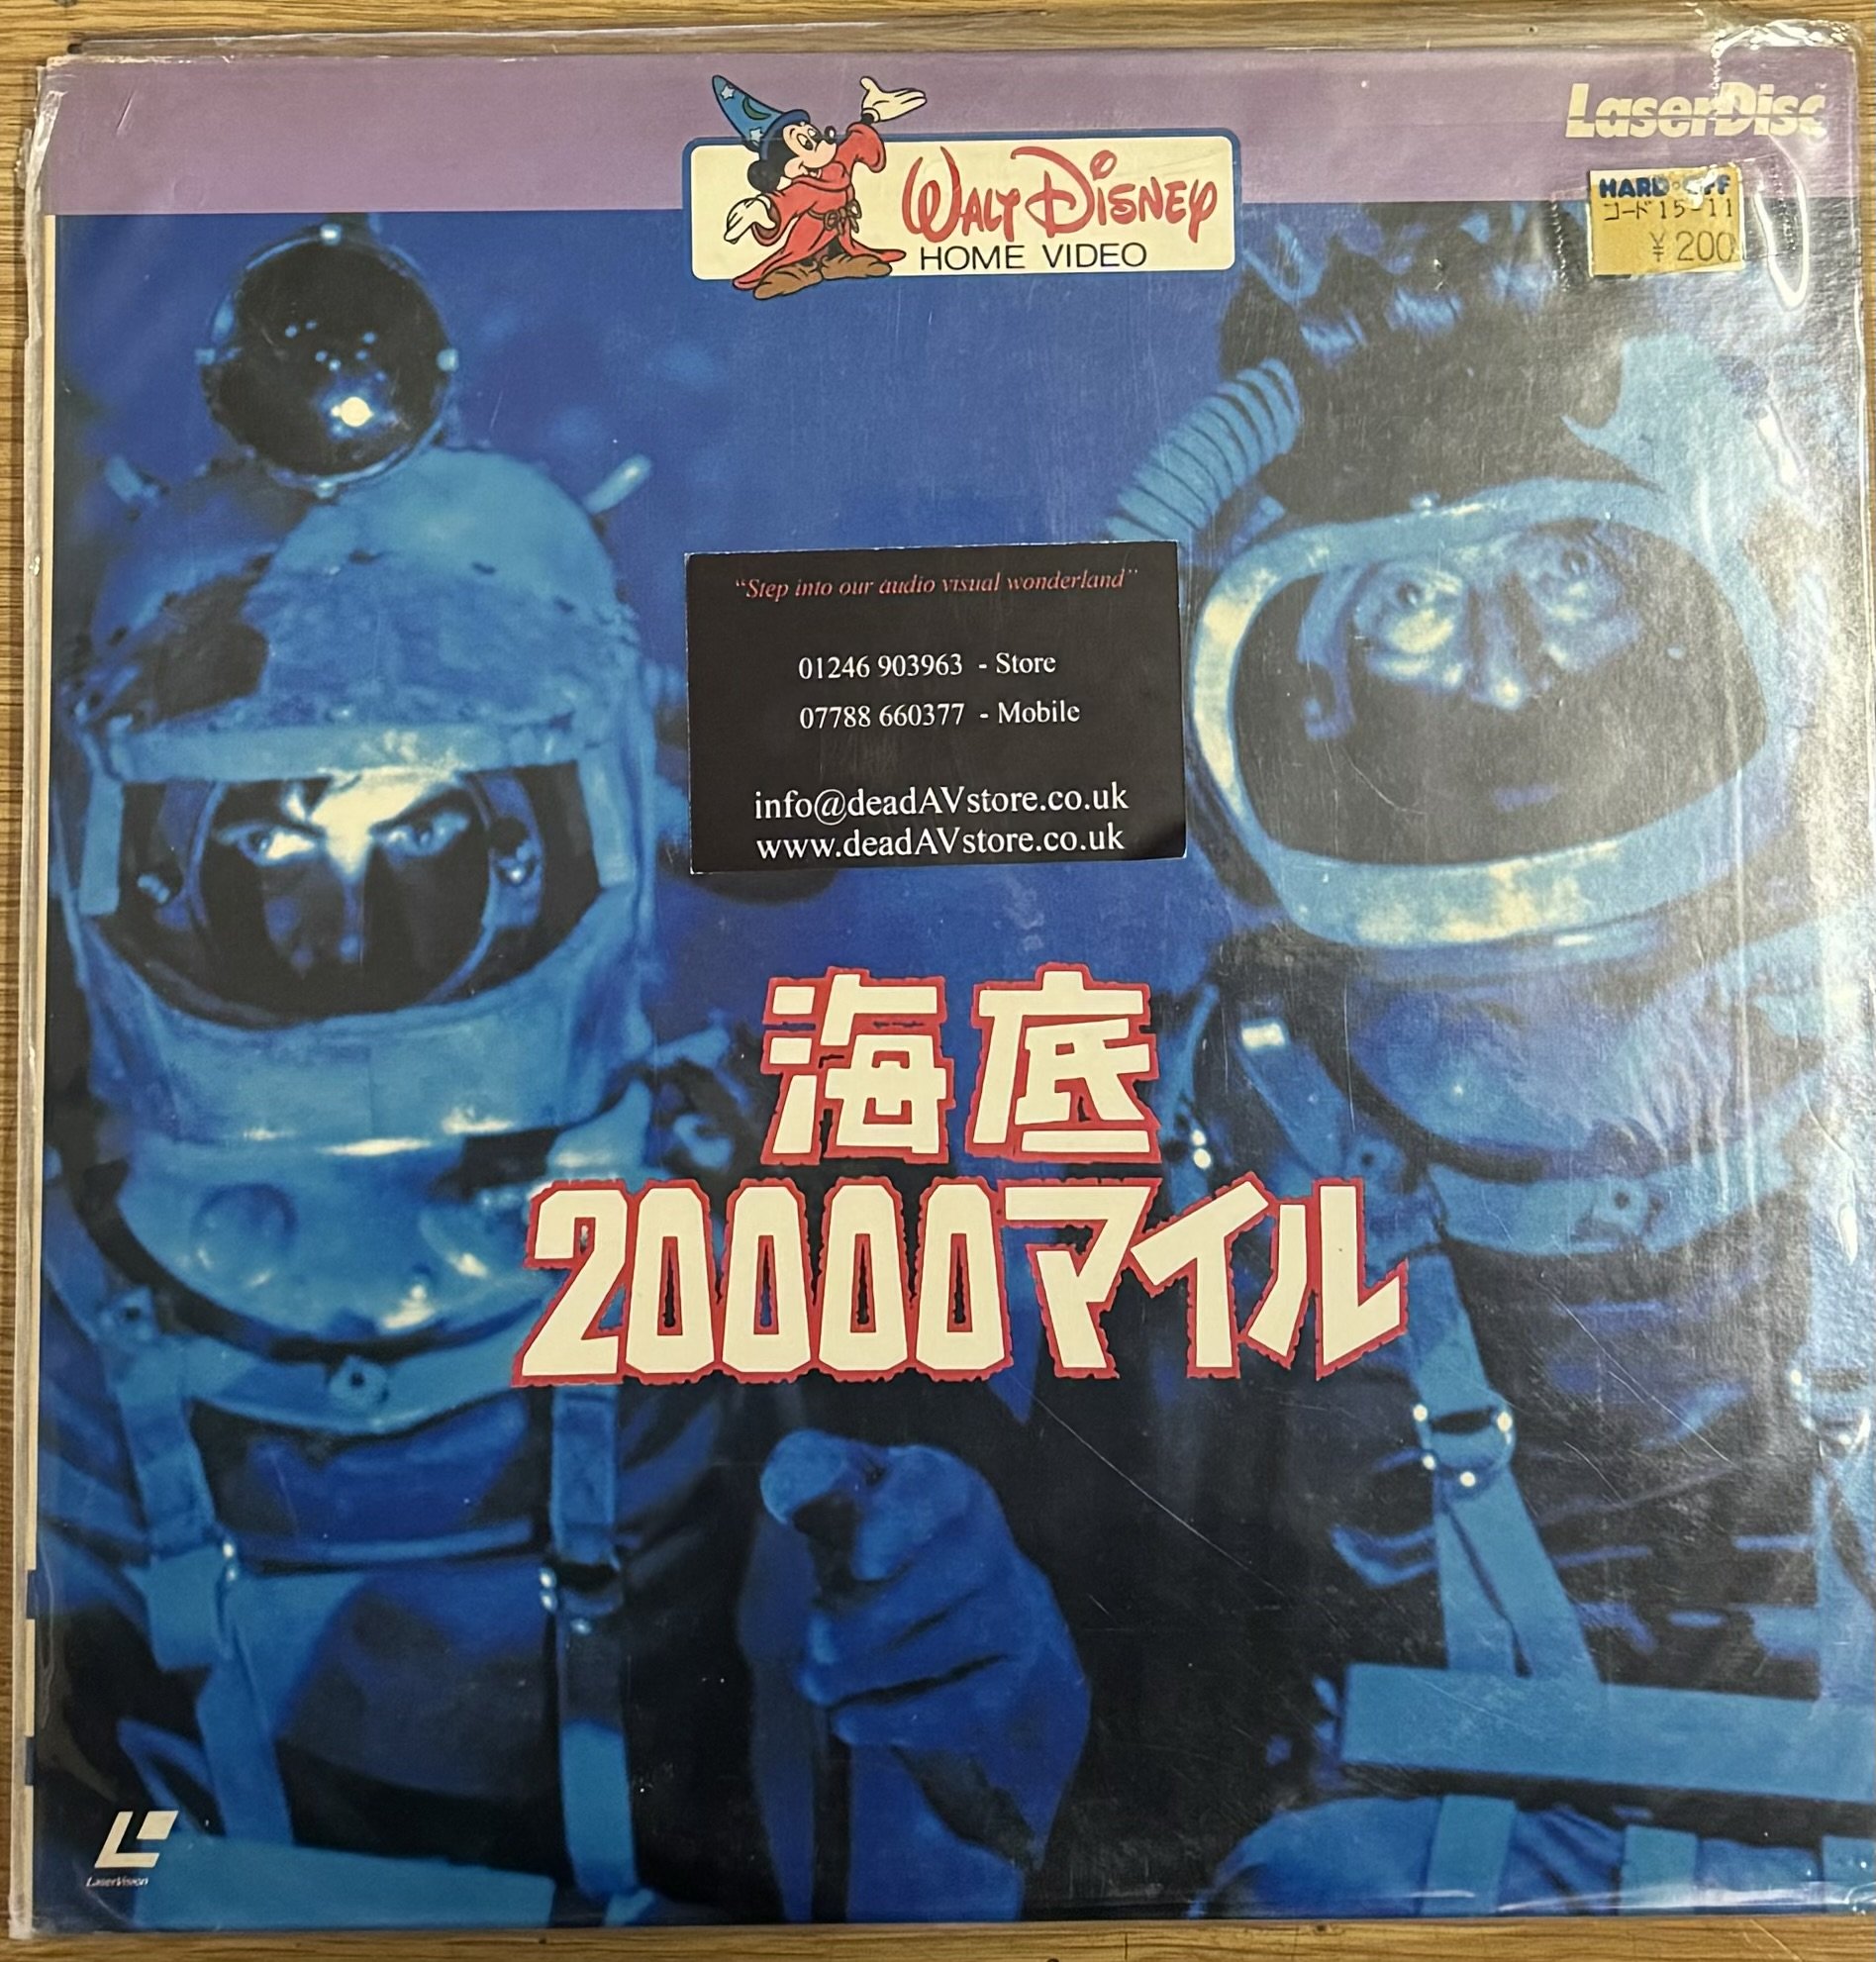 LaserDisc
WALT DISNEY
HOME VIDEO
HARD OFF
コード15-11
¥200
“Step into our audio visual wonderland”
01246 903963 - Store
07788 660377 - Mobile
info@deadAVstore.co.uk
www.deadAVstore.co.uk
海底
20000マイル
LaserVision